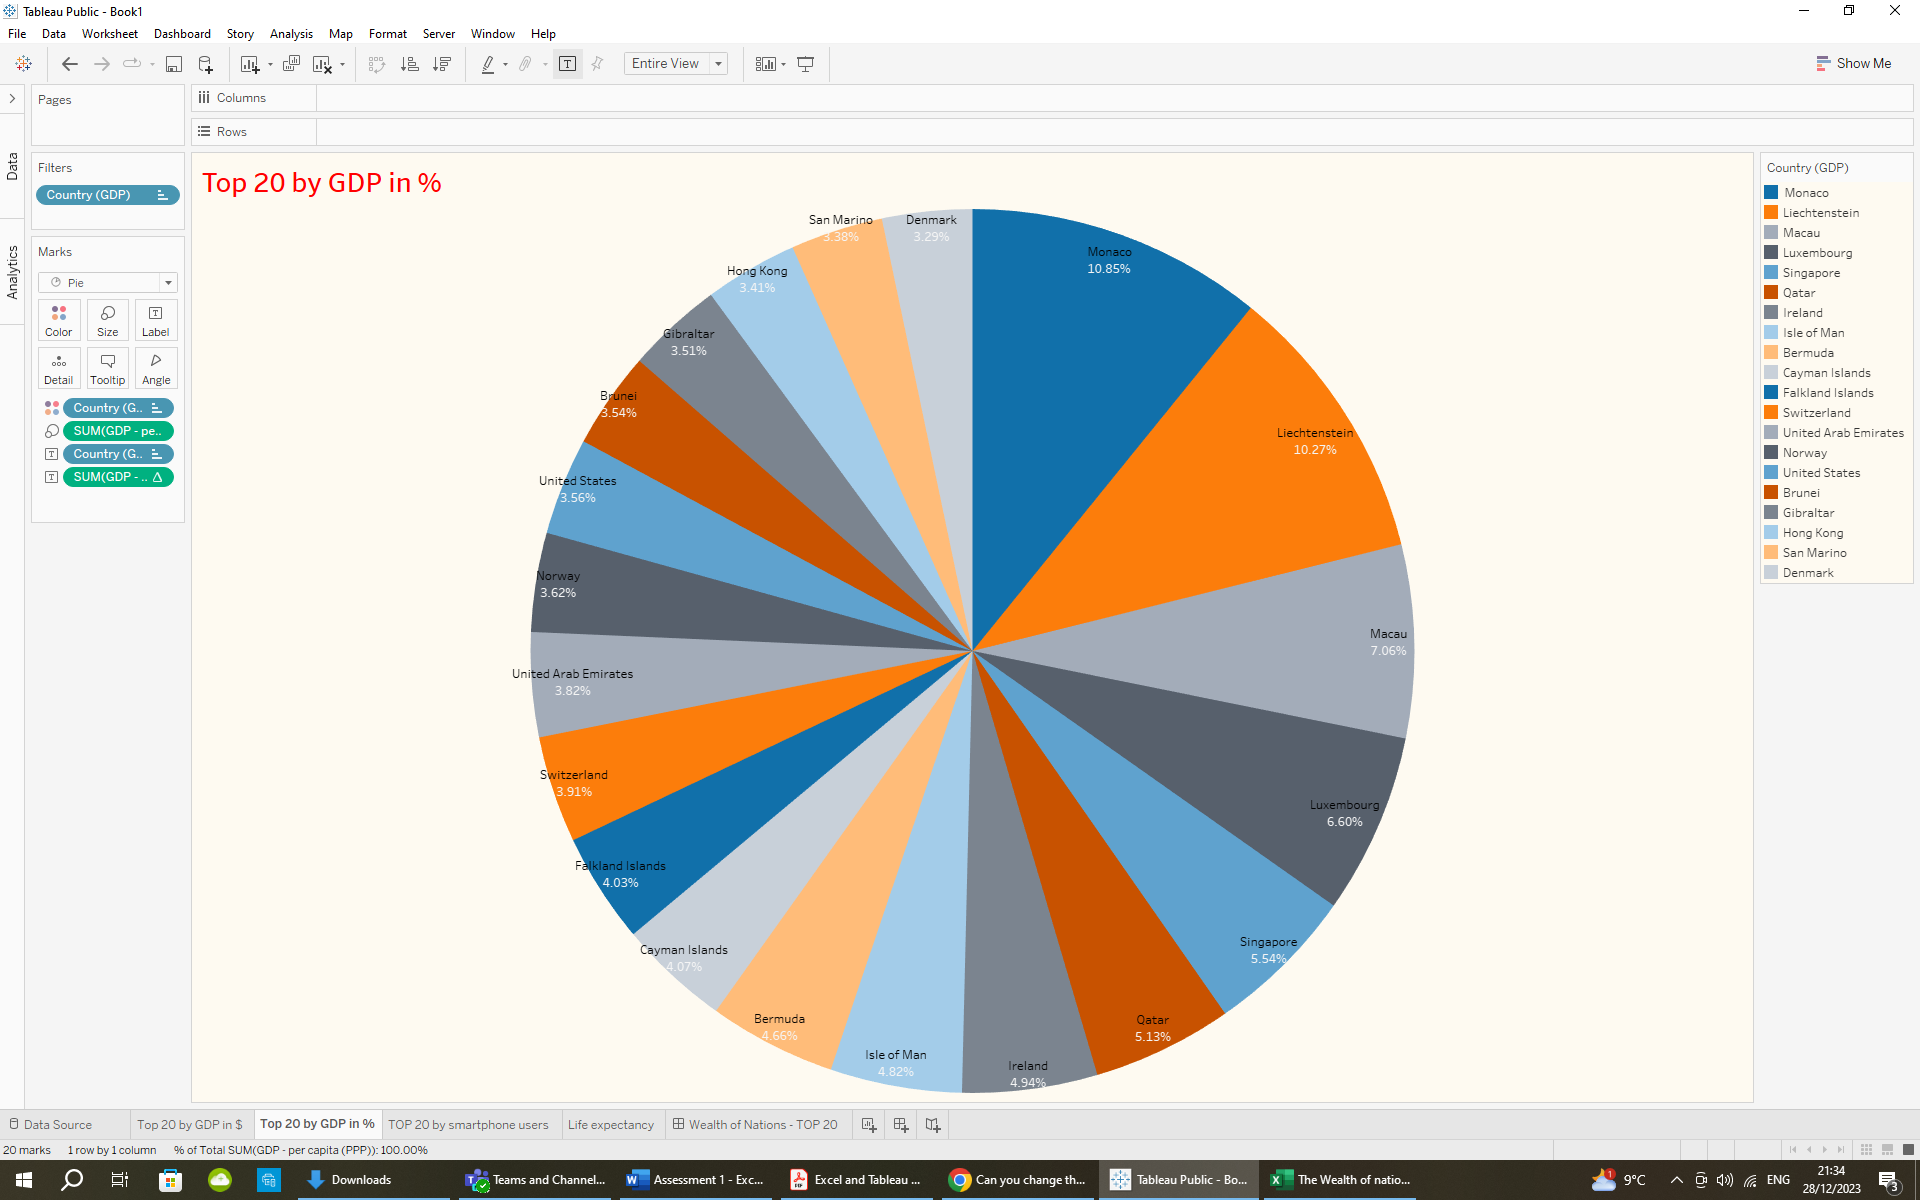 Tableau Public - Book1
File Data Worksheet Dashboard Story Analysis Map Format Server Window Help
Entire View
Show Me
Pages
Columns
Rows
Data
Analytics
Filters
Country (GDP)
Marks
Pie
Color Size Label
Detail Tooltip Angle
Country (G..
SUM(GDP - pe..
Country (G..
SUM(GDP - ..
Top 20 by GDP in %
Monaco
10.85%
Liechtenstein
10.27%
Macau
7.06%
Luxembourg
6.60%
Singapore
5.54%
Qatar
5.13%
Ireland
4.94%
Isle of Man
4.82%
Bermuda
4.66%
Cayman Islands
4.07%
Falkland Islands
4.03%
Switzerland
3.91%
United Arab Emirates
3.82%
Norway
3.62%
United States
3.56%
Brunei
3.54%
Gibraltar
3.51%
Hong Kong
3.41%
San Marino
3.38%
Denmark
3.29%
Country (GDP)
Monaco
Liechtenstein
Macau
Luxembourg
Singapore
Qatar
Ireland
Isle of Man
Bermuda
Cayman Islands
Falkland Islands
Switzerland
United Arab Emirates
Norway
United States
Brunei
Gibraltar
Hong Kong
San Marino
Denmark
Data Source Top 20 by GDP in $ Top 20 by GDP in % TOP 20 by smartphone users Life expectancy Wealth of Nations - TOP 20
20 marks 1 row by 1 column % of Total SUM(GDP - per capita (PPP)): 100.00%
Downloads Teams and Channel... Assessment 1 - Exc... Excel and Tableau ... Can you change th... Tableau Public - Bo... The Wealth of natio... 1 9°C ENG 21:34
28/12/2023 3